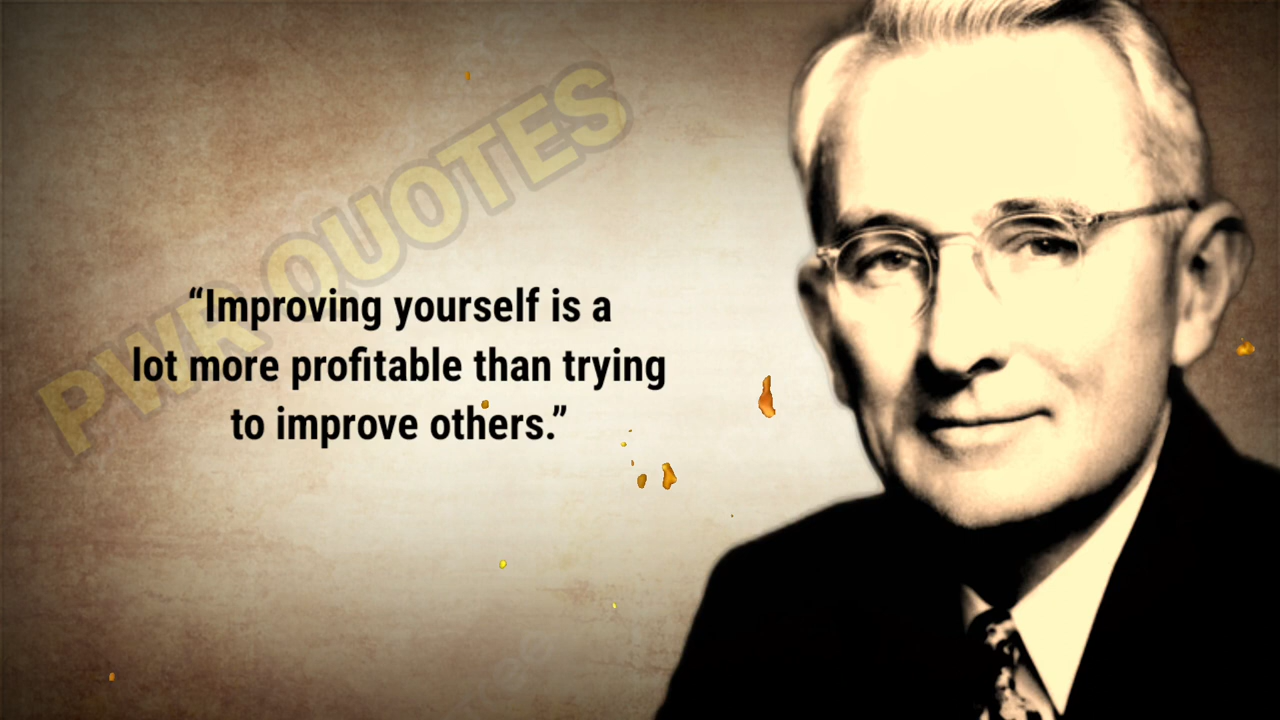 PWR QUOTES
“Improving yourself is a
lot more profitable than trying
to improve others.”